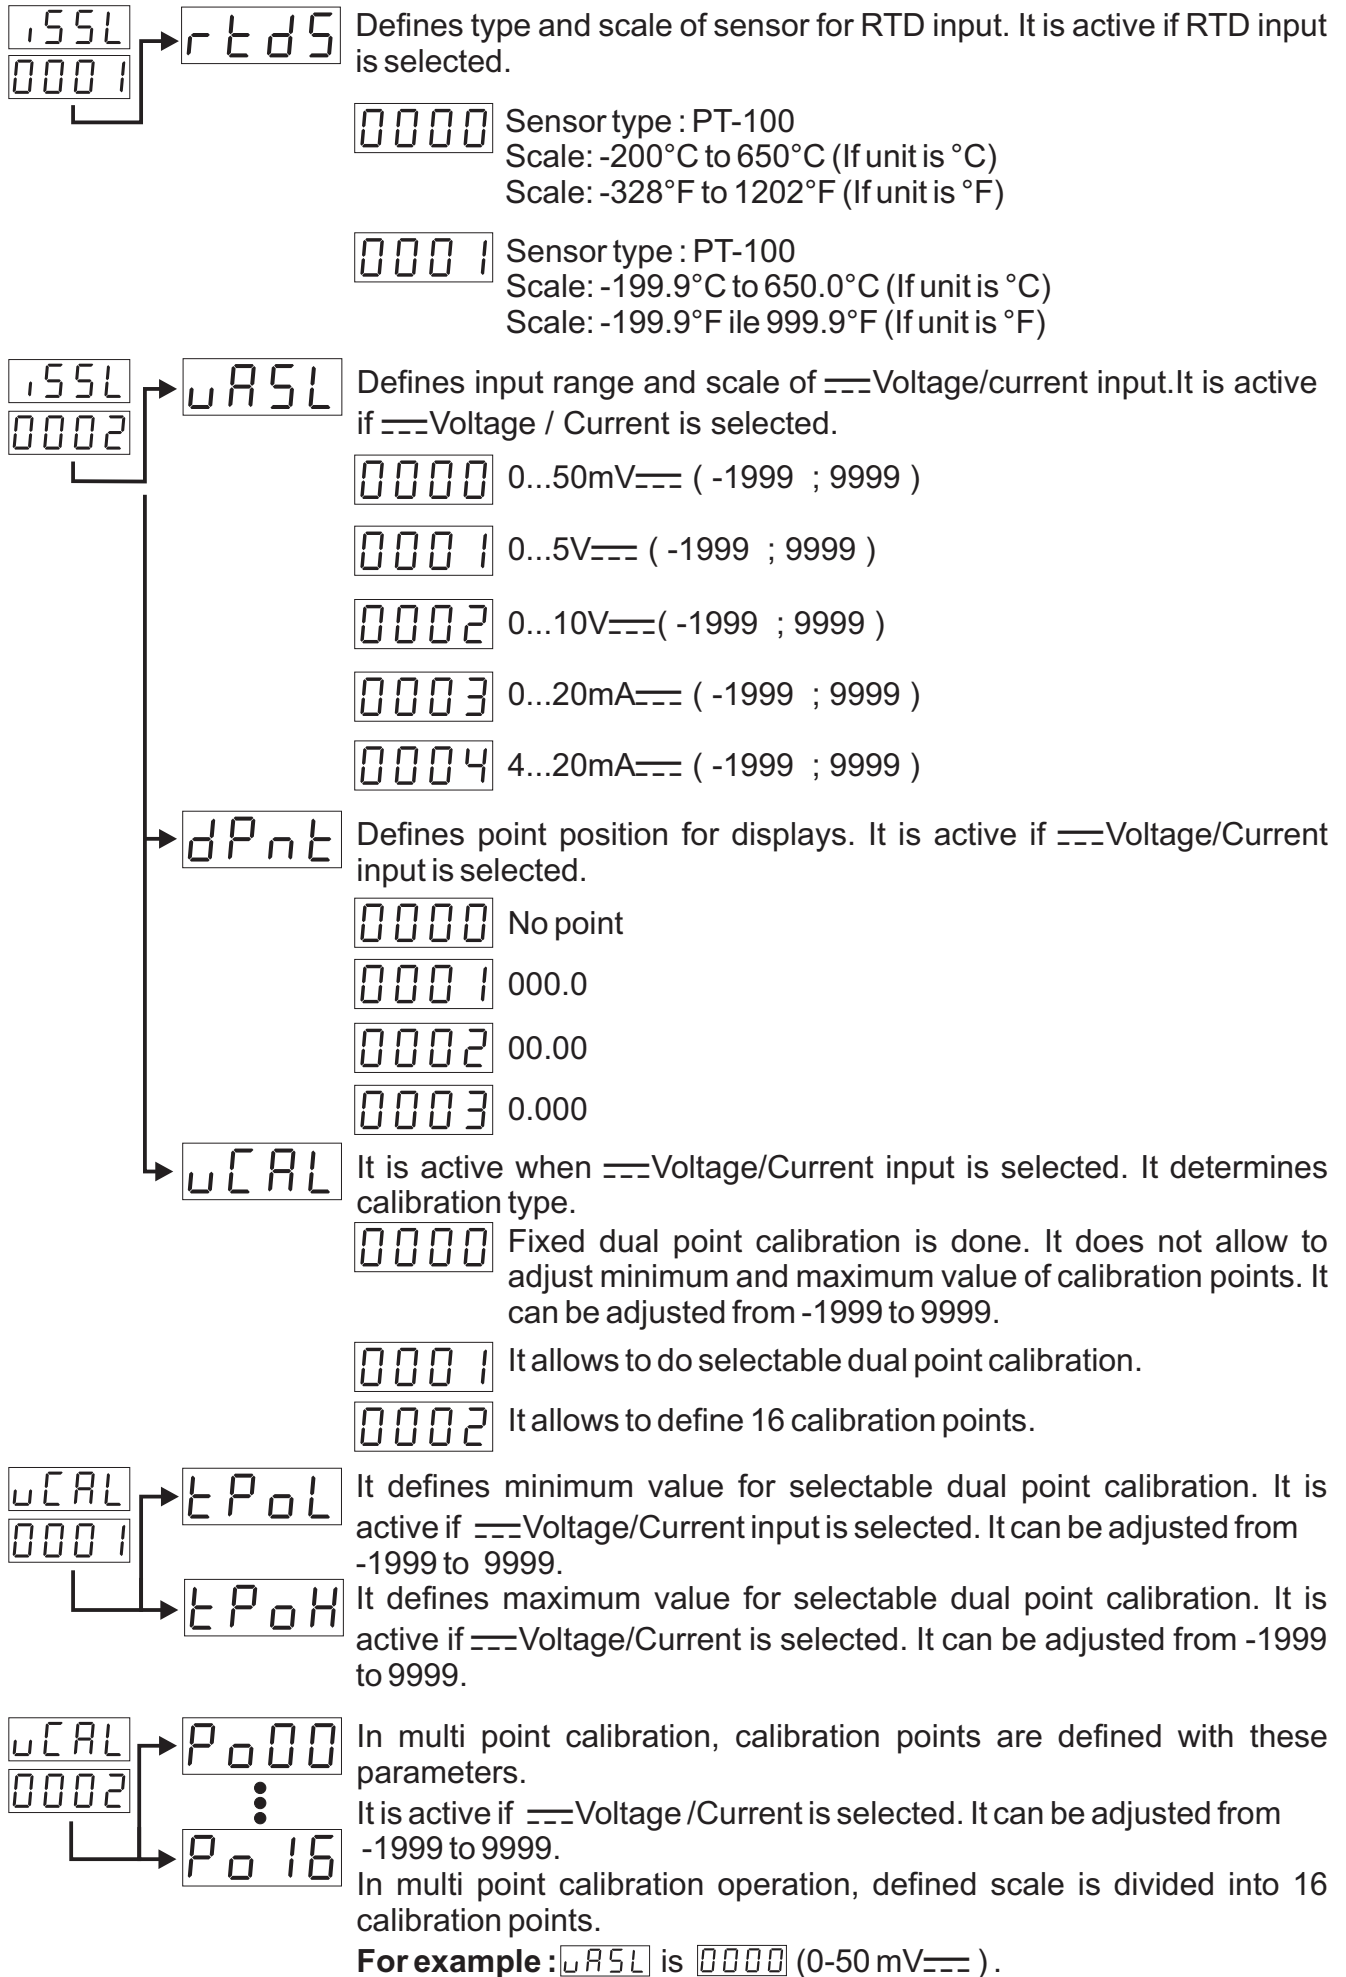 iSSL
0001
rtdS
Defines type and scale of sensor for RTD input. It is active if RTD input
is selected.
0000
Sensor type : PT-100
Scale: -200°C to 650°C (If unit is °C)
Scale: -328°F to 1202°F (If unit is °F)
0001
Sensor type : PT-100
Scale: -199.9°C to 650.0°C (If unit is °C)
Scale: -199.9°F ile 999.9°F (If unit is °F)
iSSL
0002
uASL
Defines input range and scale of ⎓Voltage/current input.It is active
if ⎓Voltage / Current is selected.
0000 0...50mV⎓ ( -1999 ; 9999 )
0001 0...5V⎓ ( -1999 ; 9999 )
0002 0...10V⎓( -1999 ; 9999 )
0003 0...20mA⎓ ( -1999 ; 9999 )
0004 4...20mA⎓ ( -1999 ; 9999 )
dPnt
Defines point position for displays. It is active if ⎓Voltage/Current
input is selected.
0000 No point
0001 000.0
0002 00.00
0003 0.000
uCAL
It is active when ⎓Voltage/Current input is selected. It determines
calibration type.
0000 Fixed dual point calibration is done. It does not allow to
adjust minimum and maximum value of calibration points. It
can be adjusted from -1999 to 9999.
0001 It allows to do selectable dual point calibration.
0002 It allows to define 16 calibration points.
uCAL
0001
tPoL
It defines minimum value for selectable dual point calibration. It is
active if ⎓Voltage/Current input is selected. It can be adjusted from
-1999 to 9999.
tPoH
It defines maximum value for selectable dual point calibration. It is
active if ⎓Voltage/Current is selected. It can be adjusted from -1999
to 9999.
uCAL
0002
Po00
Po16
In multi point calibration, calibration points are defined with these
parameters.
It is active if ⎓Voltage /Current is selected. It can be adjusted from
-1999 to 9999.
In multi point calibration operation, defined scale is divided into 16
calibration points.
For example : uASL is 0000 (0-50 mV⎓ ) .